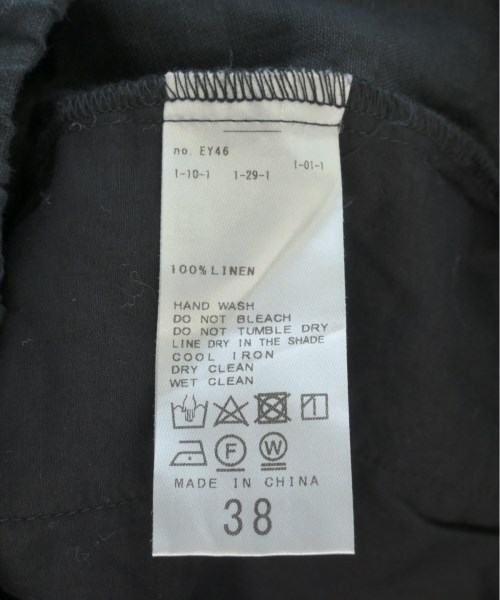 no. EY46
1-10-1 1-29-1 1-01-1
100% LINEN
HAND WASH
DO NOT BLEACH
DO NOT TUMBLE DRY
LINE DRY IN THE SHADE
COOL IRON
DRY CLEAN
WET CLEAN
F W
MADE IN CHINA
38